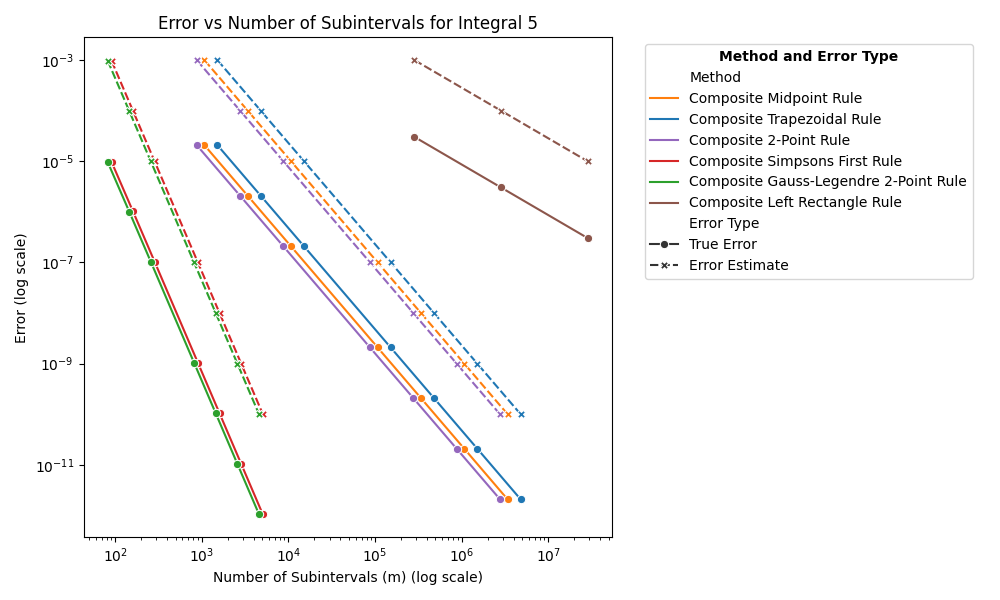 Error vs Number of Subintervals for Integral 5
Error (log scale)
10⁻³
10⁻⁵
10⁻⁷
10⁻⁹
10⁻¹¹
10²
10³
10⁴
10⁵
10⁶
10⁷
Number of Subintervals (m) (log scale)
Method and Error Type
Method
Composite Midpoint Rule
Composite Trapezoidal Rule
Composite 2-Point Rule
Composite Simpsons First Rule
Composite Gauss-Legendre 2-Point Rule
Composite Left Rectangle Rule
Error Type
True Error
Error Estimate